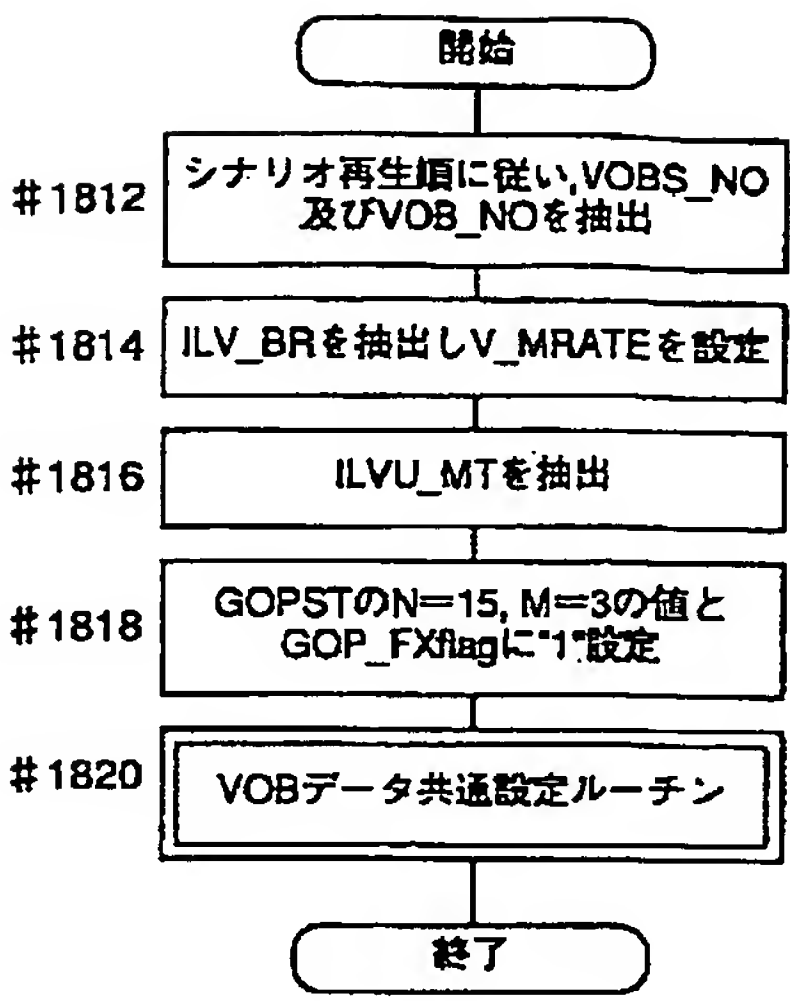 開始
#1812
シナリオ再生順に従い,VOBS_NO
及びVOB_NOを抽出
#1814
ILV_BRを抽出しV_MRATEを設定
#1816
ILVU_MTを抽出
#1818
GOPSTのN=15, M=3の値と
GOP_FXflagに"1"設定
#1820
VOBデータ共通設定ルーチン
終了